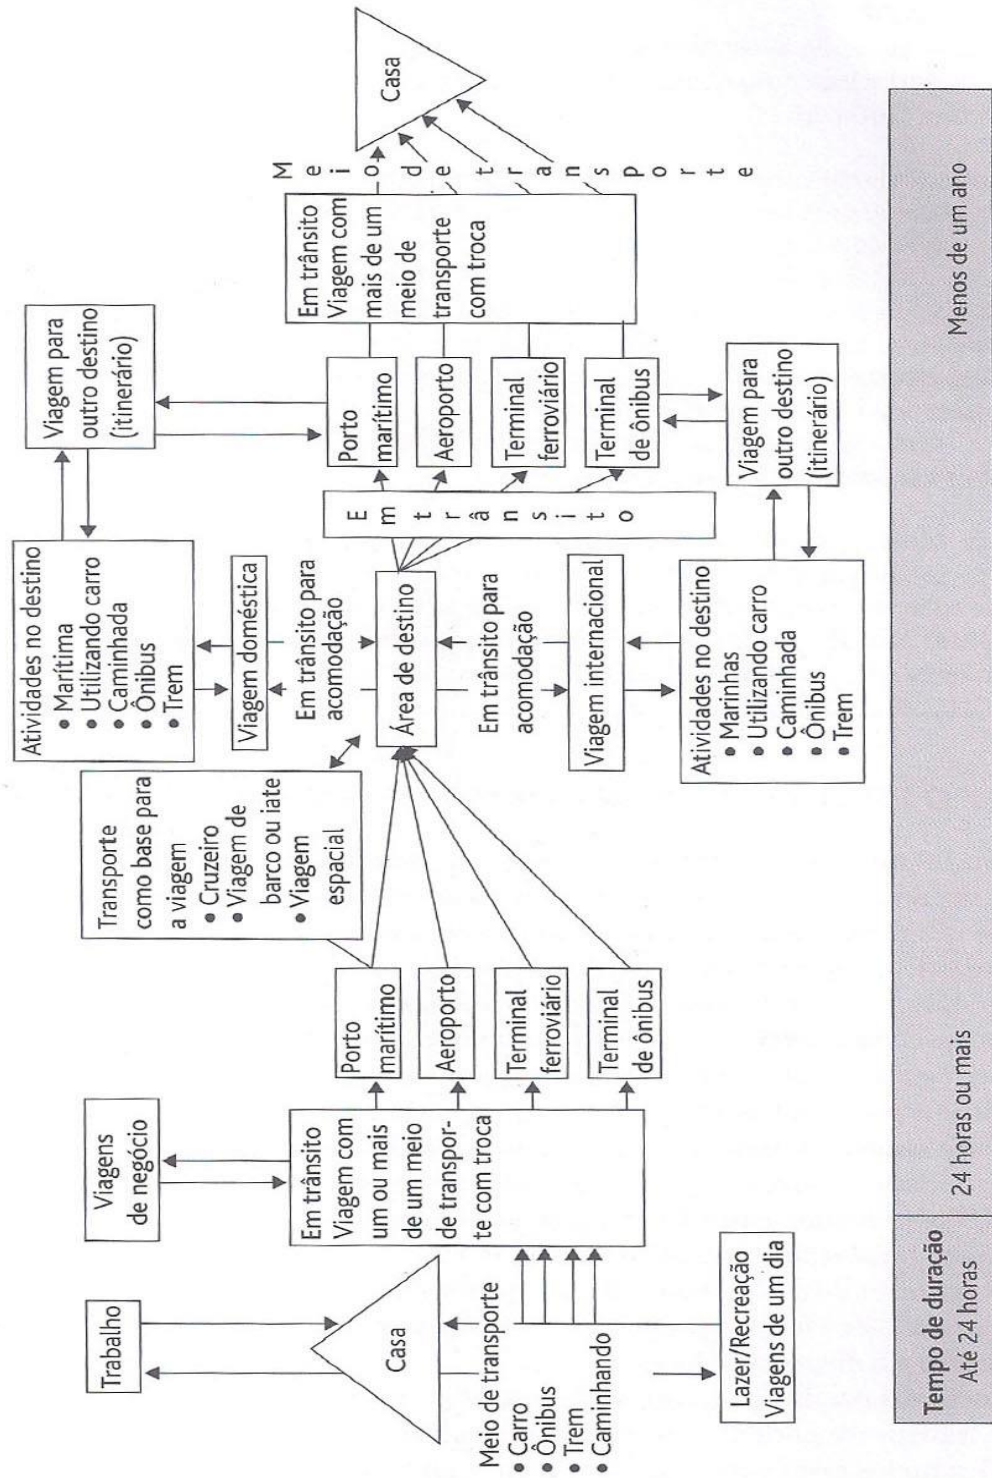 Trabalho
Casa
Meio de transporte
• Carro
• Ônibus
• Trem
• Caminhando
Lazer/Recreação
Viagens de um dia
Viagens
de negócio
Em trânsito
Viagem com
um ou mais
de um meio
de transpor-
te com troca
Porto
marítimo
Aeroporto
Terminal
ferroviário
Terminal
de ônibus
Transporte
como base para
a viagem
• Cruzeiro
• Viagem de
barco ou iate
• Viagem
espacial
Atividades no destino
• Marítima
• Utilizando carro
• Caminhada
• Ônibus
• Trem
Viagem doméstica
Em trânsito para
acomodação
Área de destino
Em trânsito para
acomodação
Viagem internacional
Atividades no destino
• Marinhas
• Utilizando carro
• Caminhada
• Ônibus
• Trem
Viagem para
outro destino
(itinerário)
Em trânsito
Porto
marítimo
Aeroporto
Terminal
ferroviário
Terminal
de ônibus
Viagem para
outro destino
(itinerário)
Em trânsito
Viagem com
mais de um
meio de
transporte
com troca
Meio de transporte
Casa
Tempo de duração
Até 24 horas
24 horas ou mais
Menos de um ano